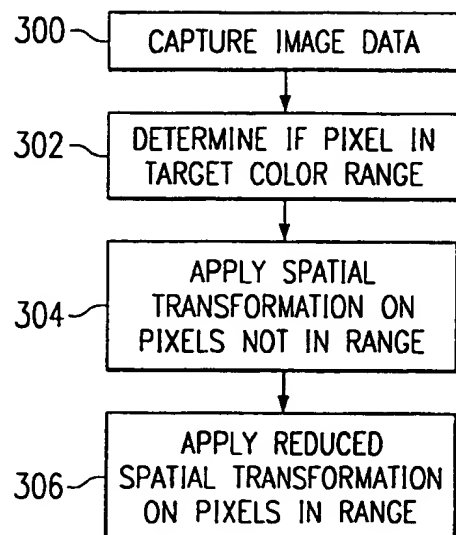 300
CAPTURE IMAGE DATA
302
DETERMINE IF PIXEL IN
TARGET COLOR RANGE
304
APPLY SPATIAL
TRANSFORMATION ON
PIXELS NOT IN RANGE
306
APPLY REDUCED
SPATIAL TRANSFORMATION
ON PIXELS IN RANGE